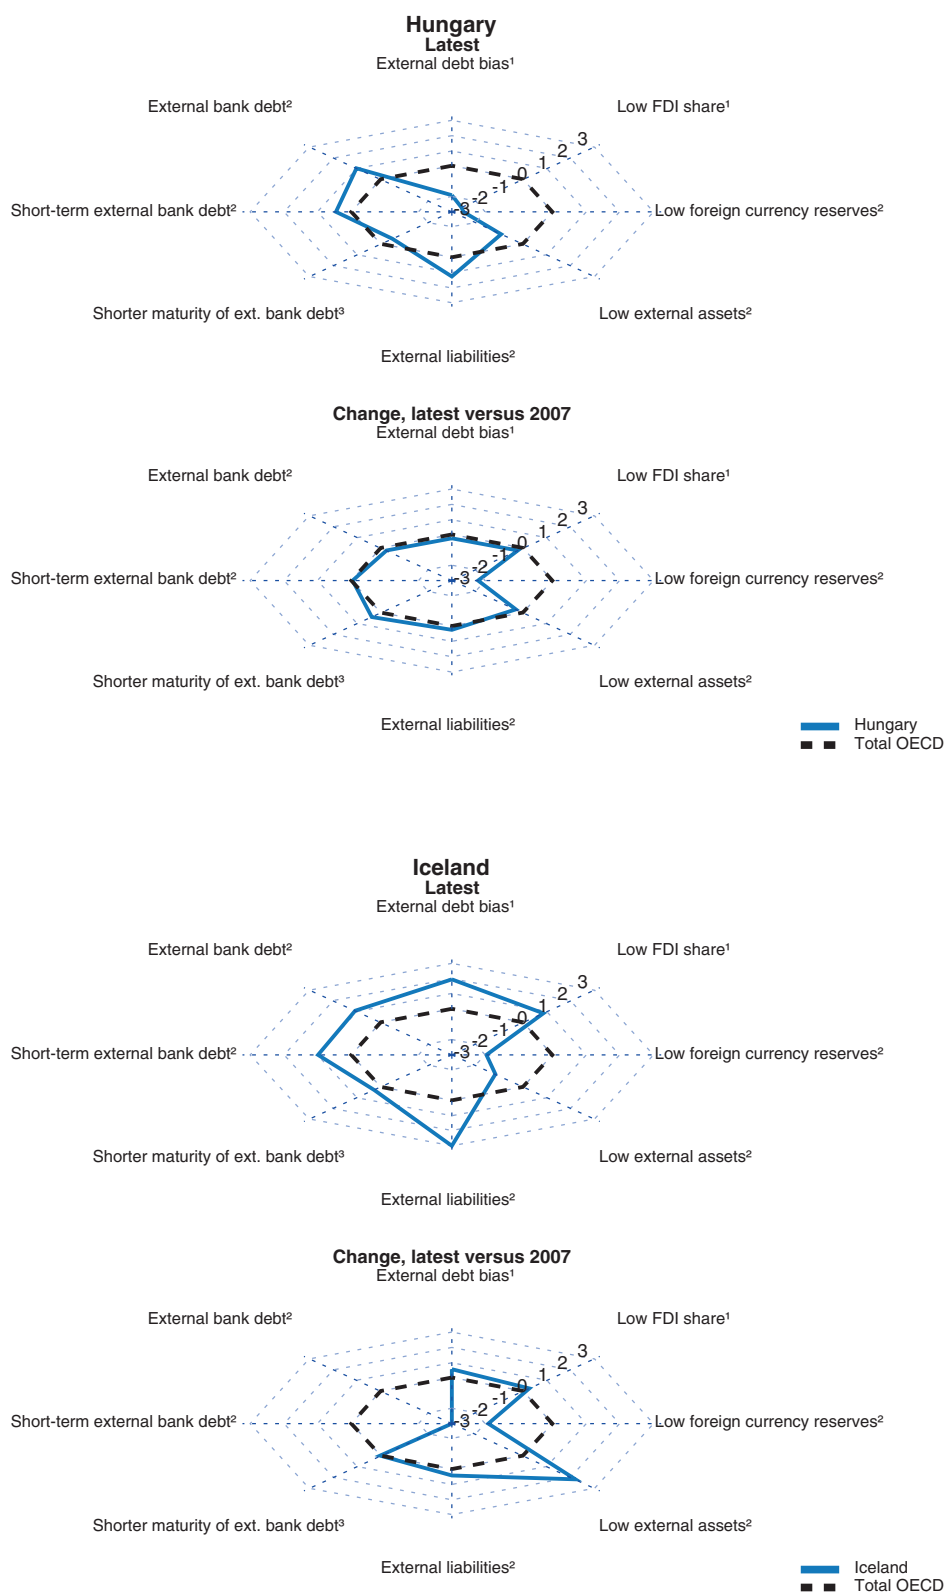 Hungary
Latest
External debt bias¹
External bank debt² Low FDI share¹
3
2
1
0
-1
-2
-3
Short-term external bank debt² Low foreign currency reserves²
Shorter maturity of ext. bank debt³ Low external assets²
External liabilities²
Change, latest versus 2007
External debt bias¹
External bank debt² Low FDI share¹
3
2
1
0
-1
-2
-3
Short-term external bank debt² Low foreign currency reserves²
Shorter maturity of ext. bank debt³ Low external assets²
External liabilities²
Hungary
Total OECD
Iceland
Latest
External debt bias¹
External bank debt² Low FDI share¹
3
2
1
0
-1
-2
-3
Short-term external bank debt² Low foreign currency reserves²
Shorter maturity of ext. bank debt³ Low external assets²
External liabilities²
Change, latest versus 2007
External debt bias¹
External bank debt² Low FDI share¹
3
2
1
0
-1
-2
-3
Short-term external bank debt² Low foreign currency reserves²
Shorter maturity of ext. bank debt³ Low external assets²
External liabilities²
Iceland
Total OECD